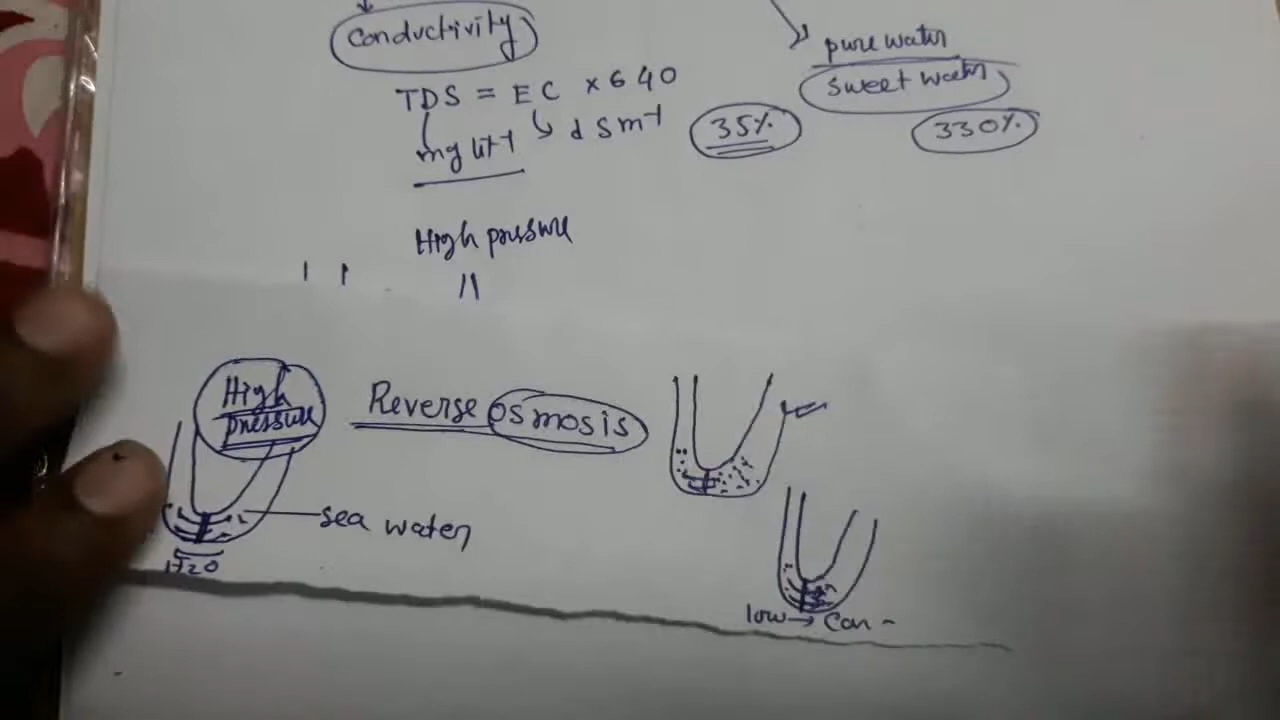 Conductivity
pure water
sweet water
TDS = EC × 640
35%
330%
mg lit-1
dSm-1
High pressure
High
pressure
Reverse osmosis
sea water
H2O
low → Con -